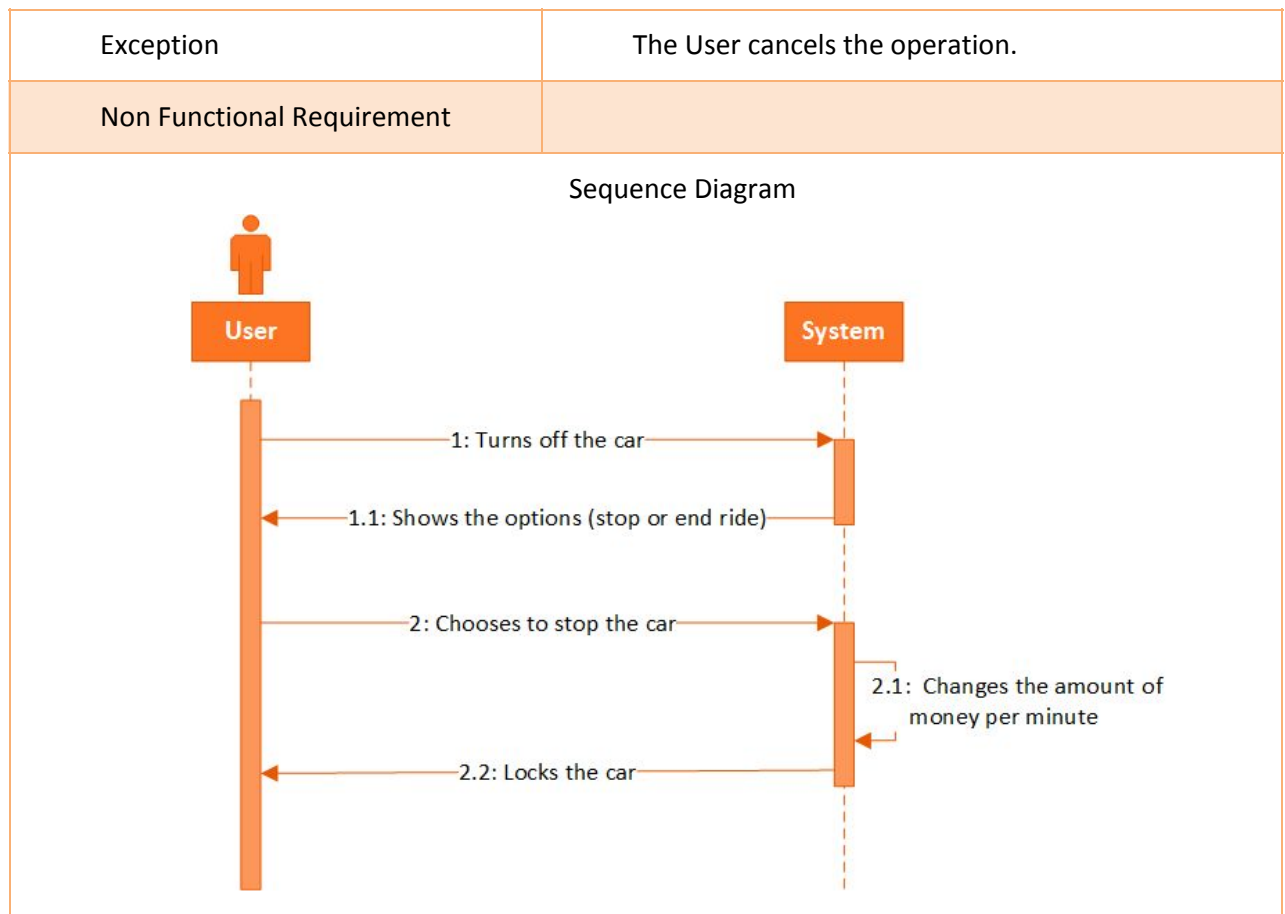 Exception The User cancels the operation.
Non Functional Requirement
Sequence Diagram
User System
1: Turns off the car
1.1: Shows the options (stop or end ride)
2: Chooses to stop the car
2.1: Changes the amount of
money per minute
2.2: Locks the car